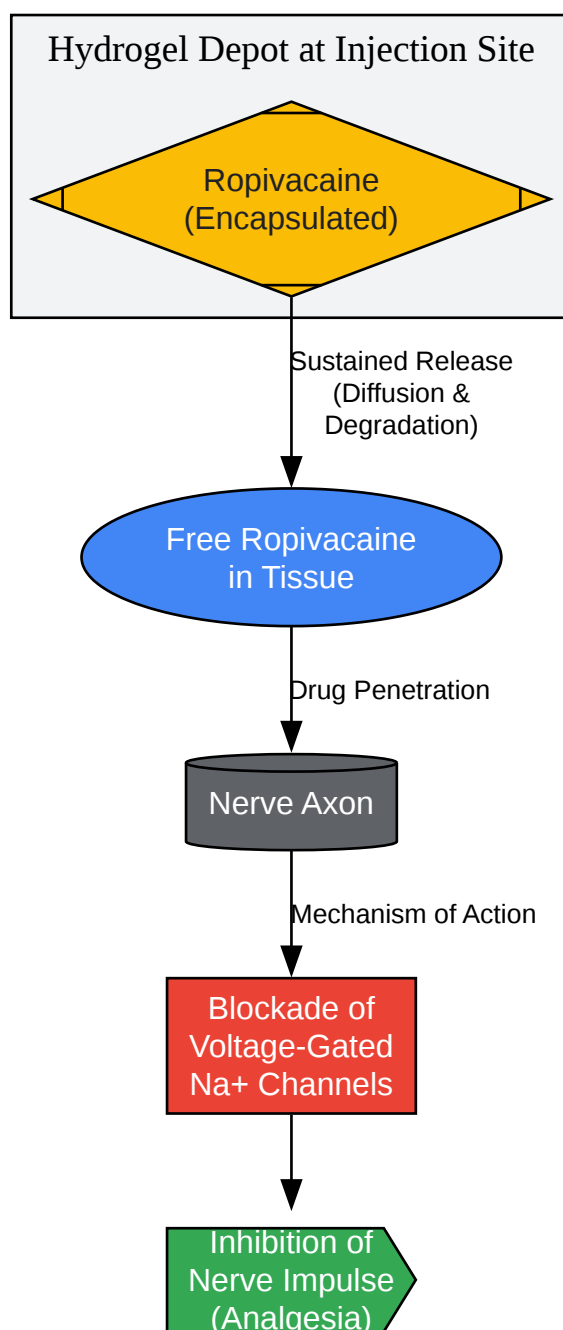 Hydrogel Depot at Injection Site
Ropivacaine
(Encapsulated)
Sustained Release
(Diffusion &
Degradation)
Free Ropivacaine
in Tissue
Drug Penetration
Nerve Axon
Mechanism of Action
Blockade of
Voltage-Gated
Na+ Channels
Inhibition of
Nerve Impulse
(Analgesia)